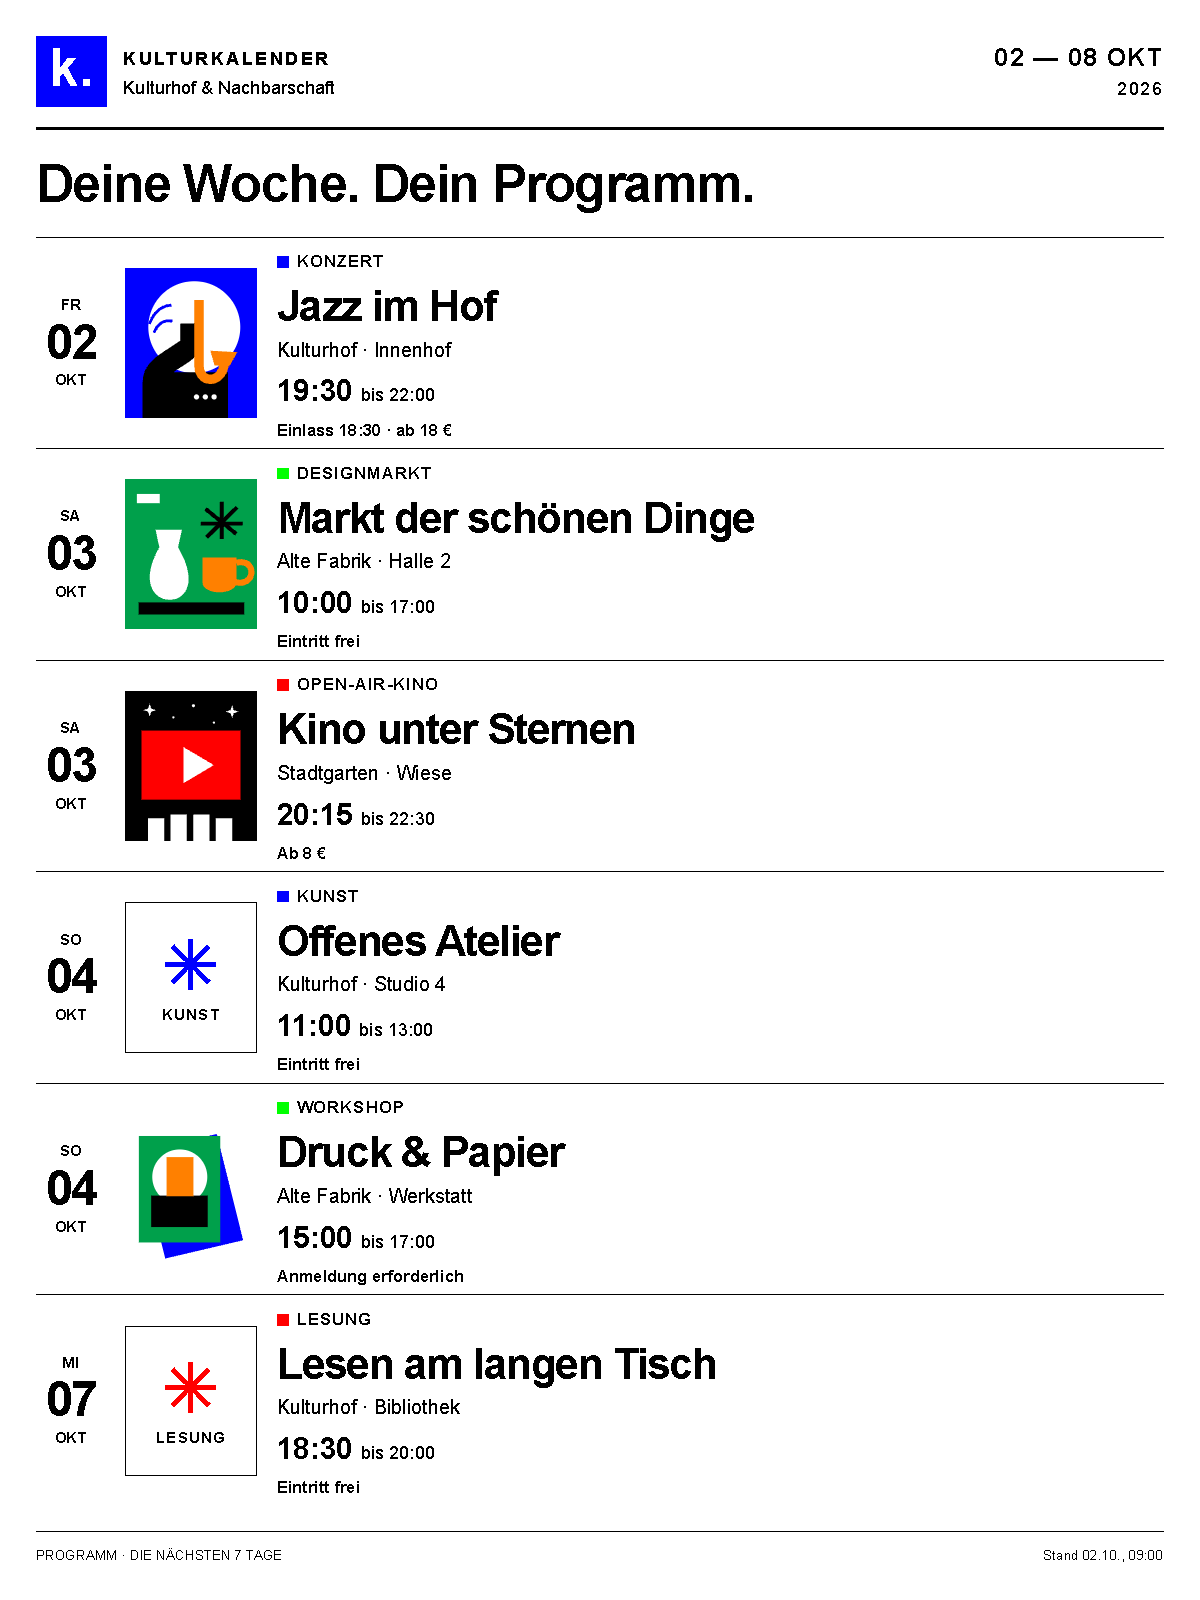 k.
KULTURKALENDER
Kulturhof & Nachbarschaft
02 — 08 OKT
2026
Deine Woche. Dein Programm.
FR
02
OKT
KONZERT
Jazz im Hof
Kulturhof · Innenhof
19:30 bis 22:00
Einlass 18:30 · ab 18 €
SA
03
OKT
DESIGNMARKT
Markt der schönen Dinge
Alte Fabrik · Halle 2
10:00 bis 17:00
Eintritt frei
SA
03
OKT
OPEN-AIR-KINO
Kino unter Sternen
Stadtgarten · Wiese
20:15 bis 22:30
Ab 8 €
SO
04
OKT
KUNST
KUNST
Offenes Atelier
Kulturhof · Studio 4
11:00 bis 13:00
Eintritt frei
SO
04
OKT
WORKSHOP
Druck & Papier
Alte Fabrik · Werkstatt
15:00 bis 17:00
Anmeldung erforderlich
MI
07
OKT
LESUNG
LESUNG
Lesen am langen Tisch
Kulturhof · Bibliothek
18:30 bis 20:00
Eintritt frei
PROGRAMM · DIE NÄCHSTEN 7 TAGE
Stand 02.10., 09:00